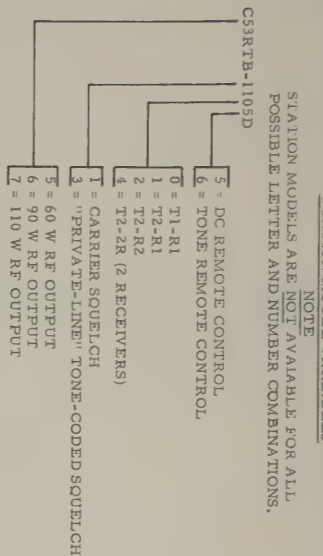 NOTE
STATION MODELS ARE NOT AVAIABLE FOR ALL
POSSIBLE LETTER AND NUMBER COMBINATIONS.
C53RTB-1105D
5 - DC REMOTE CONTROL
6 = TONE REMOTE CONTROL
0 = T1-R1
1 = T2-R1
2 = T2-R2
4 = T2-2R (2 RECEIVERS)
1 = CARRIER SQUELCH
3 = "PRIVATE-LINE" TONE-CODED SQUELCH
5 = 60 W RF OUTPUT
6 = 90 W RF OUTPUT
7 = 110 W RF OUTPUT